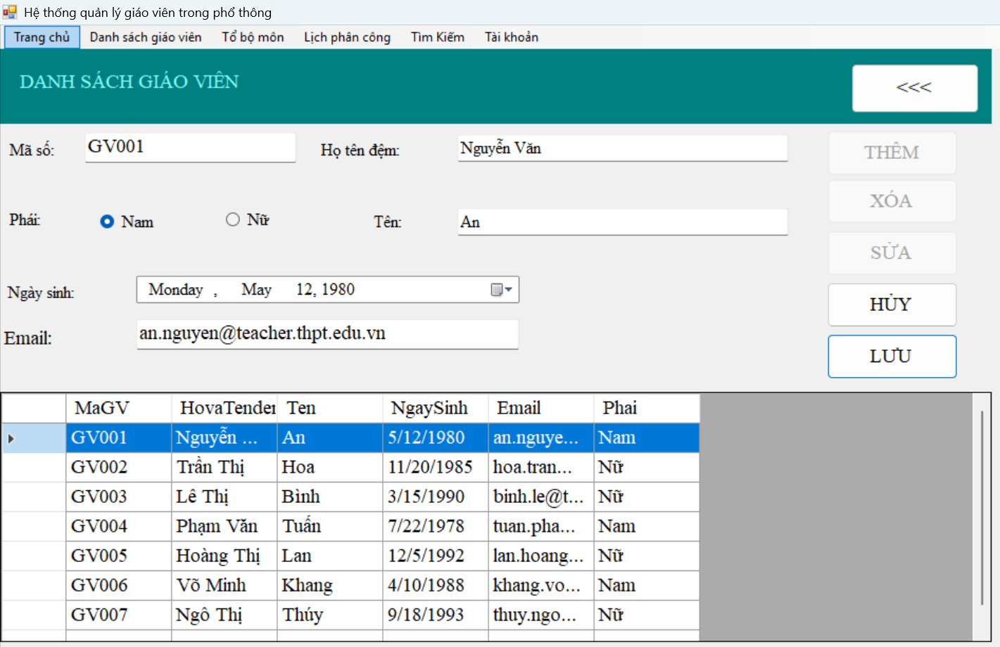 Hệ thống quản lý giáo viên trong phổ thông
Trang chủ Danh sách giáo viên Tổ bộ môn Lịch phân công Tìm Kiếm Tài khoản
DANH SÁCH GIÁO VIÊN
<<<
Mã số: GV001 Họ tên đệm: Nguyễn Văn THÊM
XÓA
Phái: Nam Nữ Tên: An
SỬA
Ngày sinh: Monday , May 12, 1980
HỦY
Email: an.nguyen@teacher.thpt.edu.vn
LƯU
MaGV HovaTender Ten NgaySinh Email Phai
GV001 Nguyễn ... An 5/12/1980 an.nguye... Nam
GV002 Trần Thị Hoa 11/20/1985 hoa.tran... Nữ
GV003 Lê Thị Bình 3/15/1990 binh.le@t... Nữ
GV004 Phạm Văn Tuấn 7/22/1978 tuan.pha... Nam
GV005 Hoàng Thị Lan 12/5/1992 lan.hoang... Nữ
GV006 Võ Minh Khang 4/10/1988 khang.vo... Nam
GV007 Ngô Thị Thúy 9/18/1993 thuy.ngo... Nữ